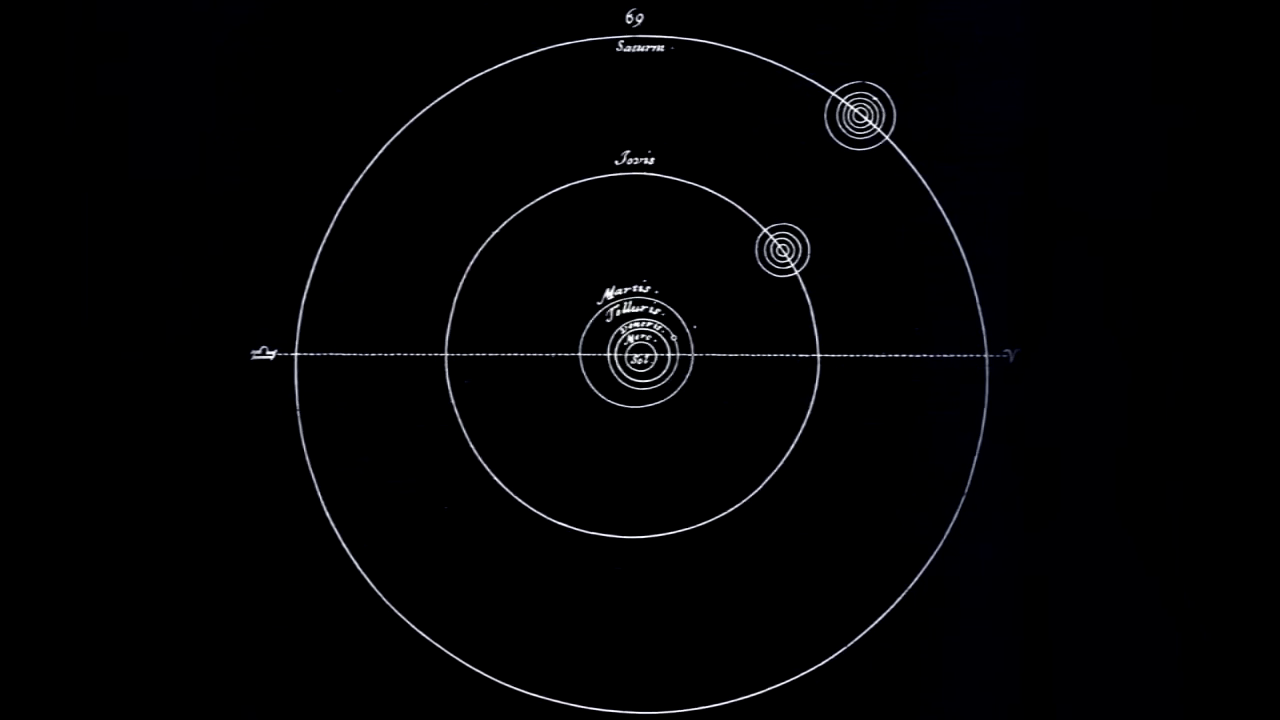 69
Saturni.
Jovis
Martis.
Telluris.
Veneris.
Merc.
Sol
♎ ♈